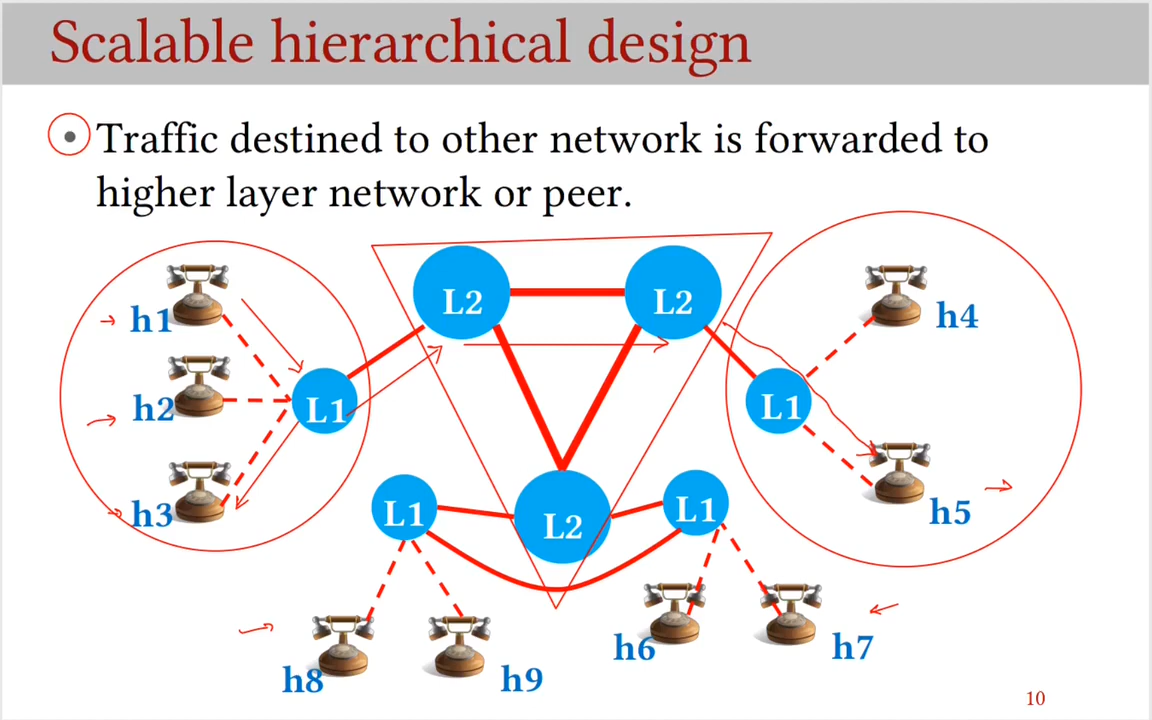 Scalable hierarchical design
• Traffic destined to other network is forwarded to
higher layer network or peer.
L2
L2
h1
h4
h2
L1
L1
h3
L1
L2
L1
h5
h6
h7
h8
h9
10